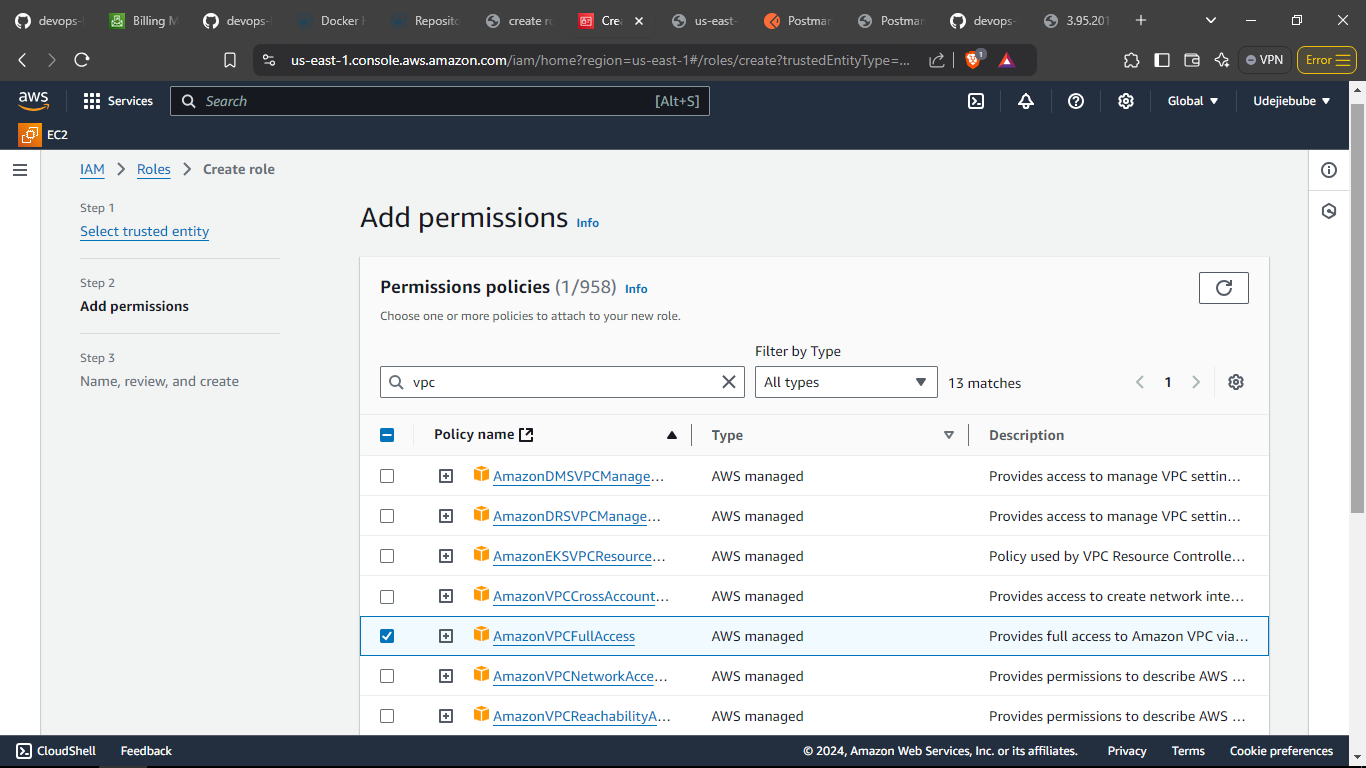 devops-
Billing M
devops-
Docker H
Reposito
create ro
Crea
us-east-
Postman
Postman
devops-
3.95.201
us-east-1.console.aws.amazon.com/iam/home?region=us-east-1#/roles/create?trustedEntityType=...
1
VPN
Error
aws
Services
Search
[Alt+S]
Global
Udejiebube
EC2
IAM
Roles
Create role
Step 1
Select trusted entity
Step 2
Add permissions
Step 3
Name, review, and create
Add permissions Info
Permissions policies (1/958) Info
Choose one or more policies to attach to your new role.
Filter by Type
vpc
All types
13 matches
1
Policy name
Type
Description
AmazonDMSVPCManage... AWS managed Provides access to manage VPC settin...
AmazonDRSVPCManage... AWS managed Provides access to manage VPC settin...
AmazonEKSVPCResource... AWS managed Policy used by VPC Resource Controlle...
AmazonVPCCrossAccount... AWS managed Provides access to create network inte...
AmazonVPCFullAccess AWS managed Provides full access to Amazon VPC via...
AmazonVPCNetworkAcce... AWS managed Provides permissions to describe AWS ...
AmazonVPCReachabilityA... AWS managed Provides permissions to describe AWS ...
CloudShell
Feedback
© 2024, Amazon Web Services, Inc. or its affiliates.
Privacy
Terms
Cookie preferences